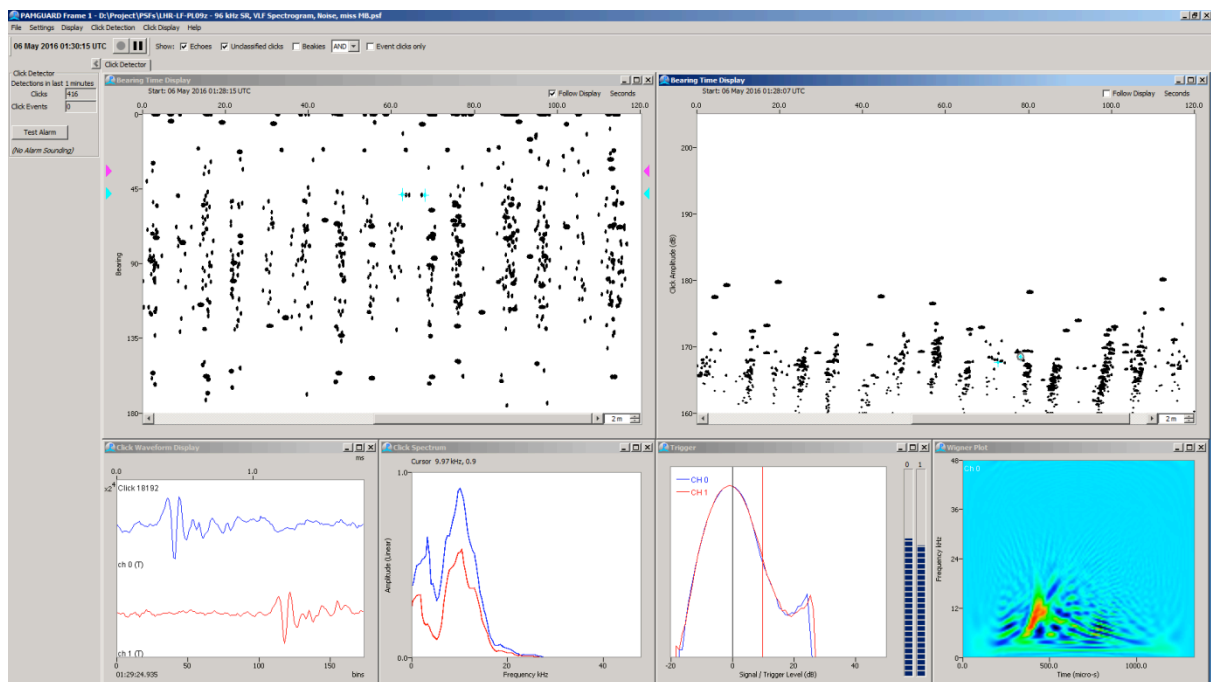 PAMGUARD Frame 1 - D:\Project\PSFs\LHR-LF-PL09z - 96 kHz SR, VLF Spectrogram, Noise, miss MB.psf
File Settings Display Click Detection Click Display Help
06 May 2016 01:30:15 UTC Show: Echoes Unclassified clicks Beakies AND Event clicks only
Click Detector
Click Detector
Detections in last 1 minutes
Clicks 416
Click Events 0
Test Alarm
(No Alarm Sounding)
Bearing Time Display
Start: 06 May 2016 01:28:15 UTC Follow Display Seconds
0.0 20.0 40.0 60.0 80.0 100.0 120.0
0
45
90
135
180
Bearing
2 m
Bearing Time Display
Start: 06 May 2016 01:28:07 UTC Follow Display Seconds
0.0 20.0 40.0 60.0 80.0 100.0 120.0
200
190
180
170
160
Click Amplitude (dB)
2 m
Click Waveform Display
ms
0.0 1.0
x2^4
Click 18192
ch 0 (T)
ch 1 (T)
0 50 100 150
01:29:24.935 bins
Click Spectrum
Cursor 9.97 kHz, 0.9
1.0
Amplitude (Linear)
0.0
0 20 40
Frequency kHz
Trigger
CH 0
CH 1
0 1
-20 0 20 50
Signal / Trigger Level (dB)
Wigner Plot
Ch 0
48
36
24
12
0
Frequency kHz
0.0 500.0 1000.0
Time (micro-s)